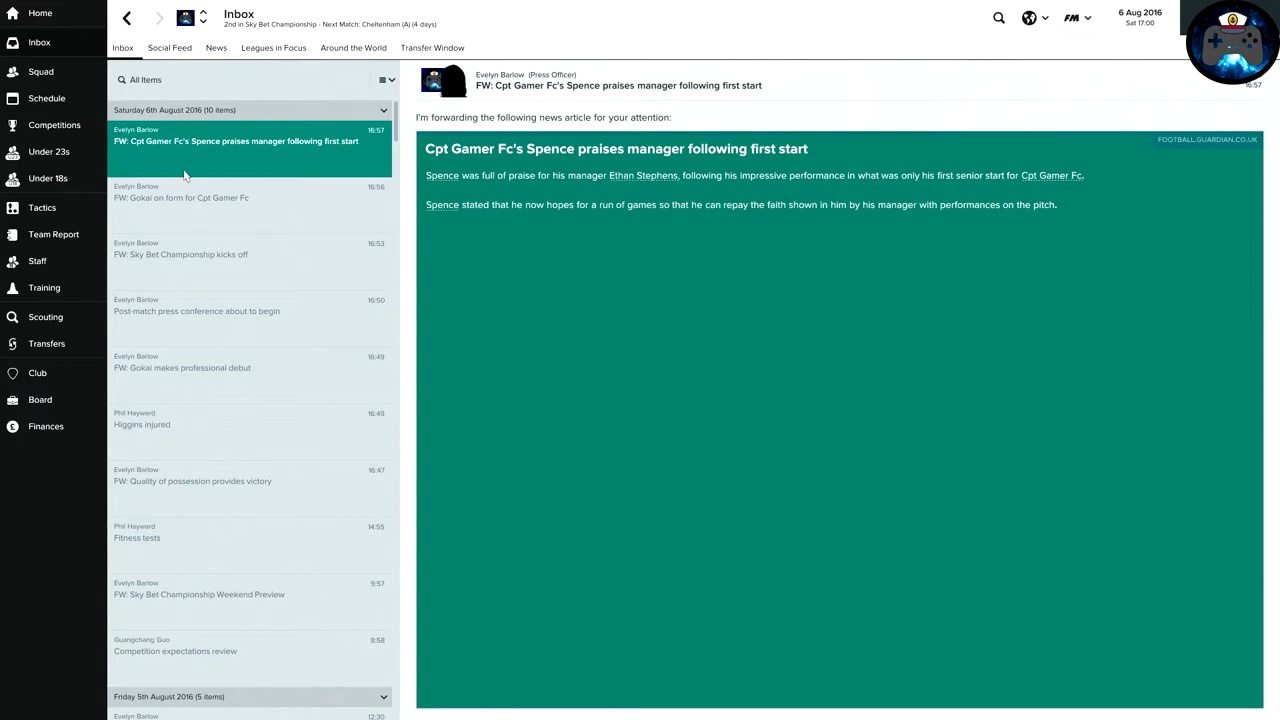 Home
Inbox
Squad
Schedule
Competitions
Under 23s
Under 18s
Tactics
Team Report
Staff
Training
Scouting
Transfers
Club
Board
Finances
Inbox
2nd in Sky Bet Championship - Next Match: Cheltenham (A) (4 days)
FM
6 Aug 2016
Sat 17:00
Inbox Social Feed News Leagues in Focus Around the World Transfer Window
All Items
Saturday 6th August 2016 (10 items)
Evelyn Barlow 16:57
FW: Cpt Gamer Fc's Spence praises manager following first start
Evelyn Barlow 16:56
FW: Gokai on form for Cpt Gamer Fc
Evelyn Barlow 16:53
FW: Sky Bet Championship kicks off
Evelyn Barlow 16:50
Post-match press conference about to begin
Evelyn Barlow 16:49
FW: Gokai makes professional debut
Phil Hayward 16:49
Higgins injured
Evelyn Barlow 16:47
FW: Quality of possession provides victory
Phil Hayward 14:55
Fitness tests
Evelyn Barlow 9:57
FW: Sky Bet Championship Weekend Preview
Guangchang Guo 8:58
Competition expectations review
Friday 5th August 2016 (5 items)
Evelyn Barlow 12:30
Evelyn Barlow (Press Officer)
FW: Cpt Gamer Fc's Spence praises manager following first start
16:57
I'm forwarding the following news article for your attention:
FOOTBALL.GUARDIAN.CO.UK
Cpt Gamer Fc's Spence praises manager following first start
Spence was full of praise for his manager Ethan Stephens, following his impressive performance in what was only his first senior start for Cpt Gamer Fc.
Spence stated that he now hopes for a run of games so that he can repay the faith shown in him by his manager with performances on the pitch.